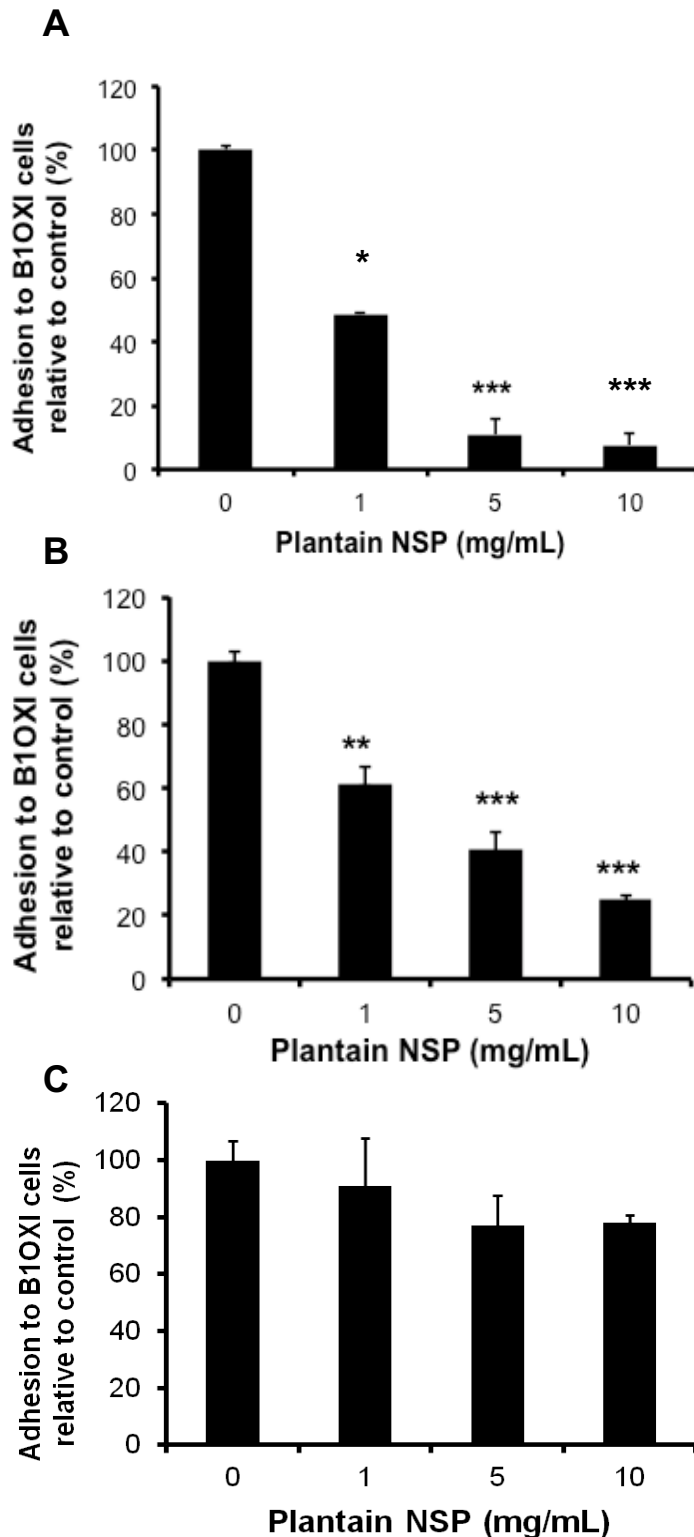 A
Adhesion to B1OXI cells
relative to control (%)
120
100
80
60
40
20
0
*
***
***
0 1 5 10
Plantain NSP (mg/mL)
B
Adhesion to B1OXI cells
relative to control (%)
120
100
80
60
40
20
0
**
***
***
0 1 5 10
Plantain NSP (mg/mL)
C
Adhesion to B1OXI cells
relative to control (%)
120
100
80
60
40
20
0
0 1 5 10
Plantain NSP (mg/mL)